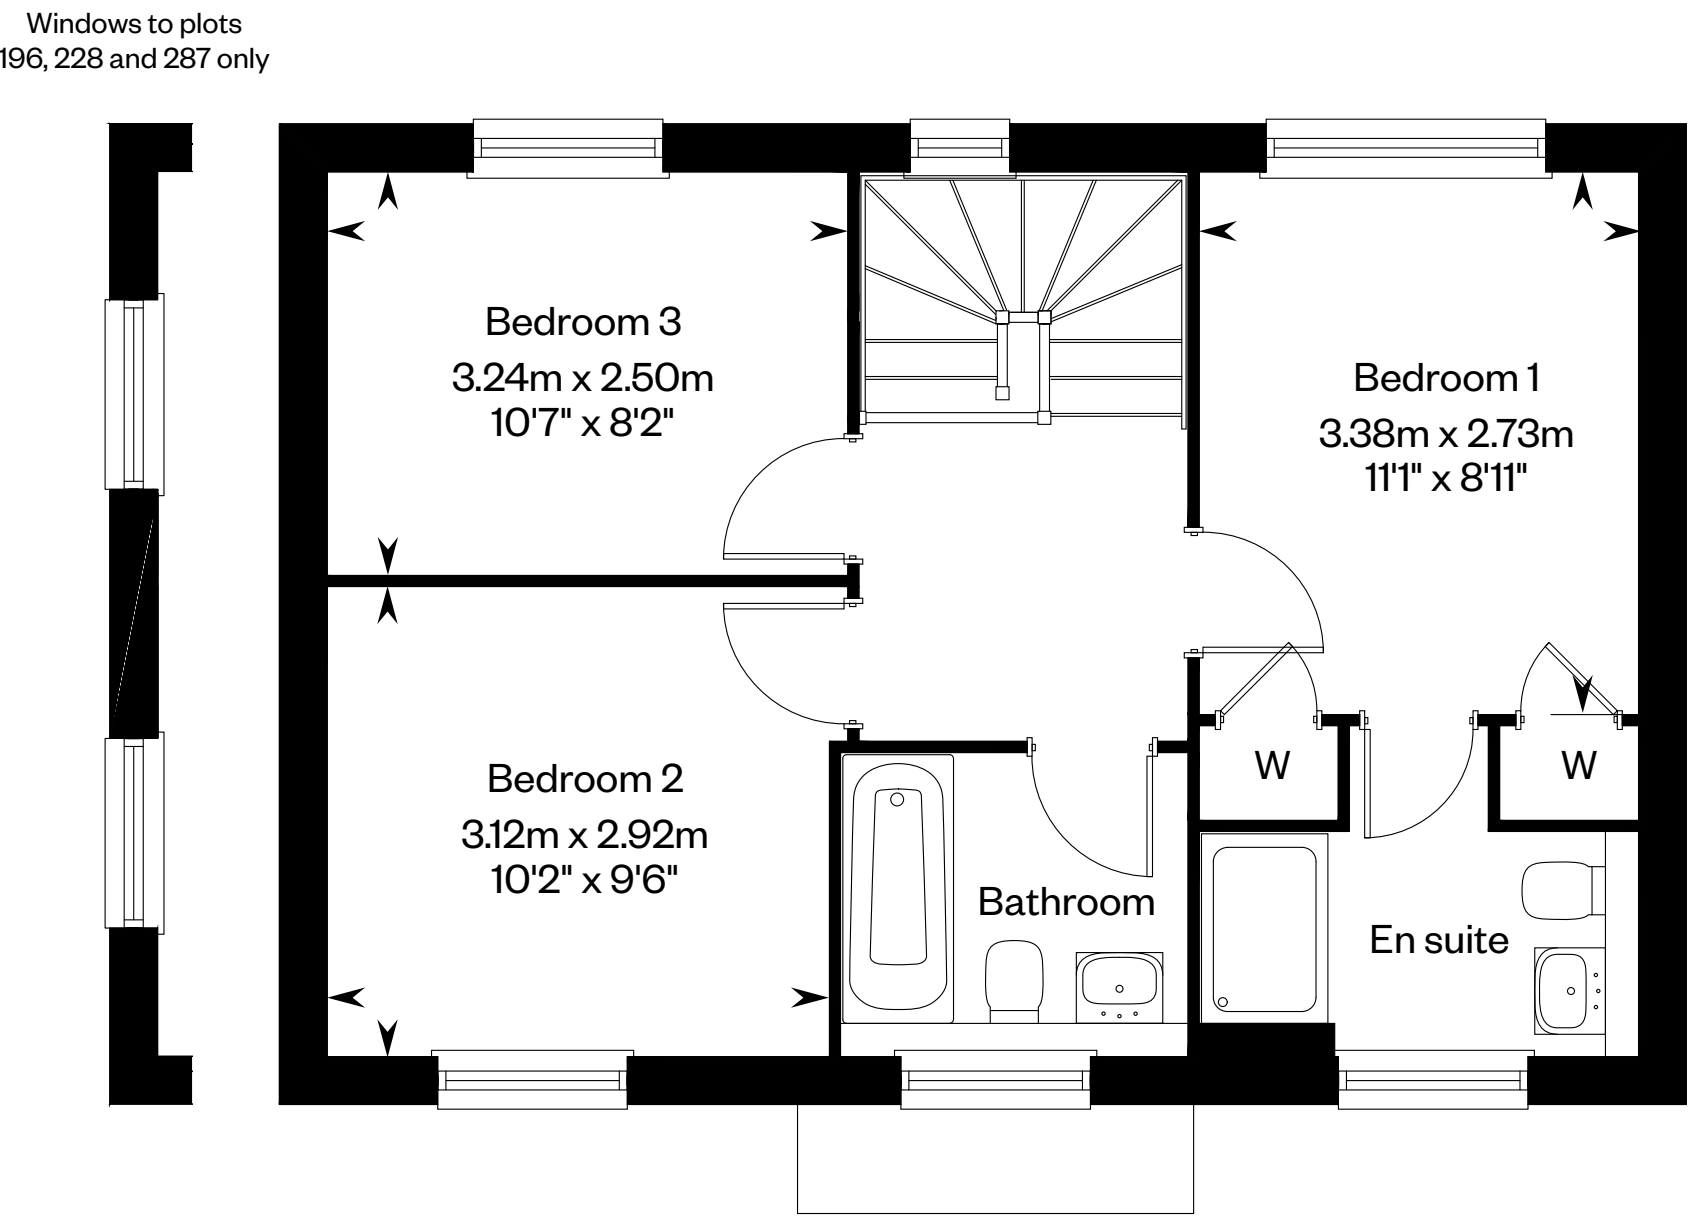 Windows to plots
196, 228 and 287 only
Bedroom 3
3.24m x 2.50m
10'7" x 8'2"
Bedroom 1
3.38m x 2.73m
11'1" x 8'11"
Bedroom 2
3.12m x 2.92m
10'2" x 9'6"
W
W
Bathroom
En suite